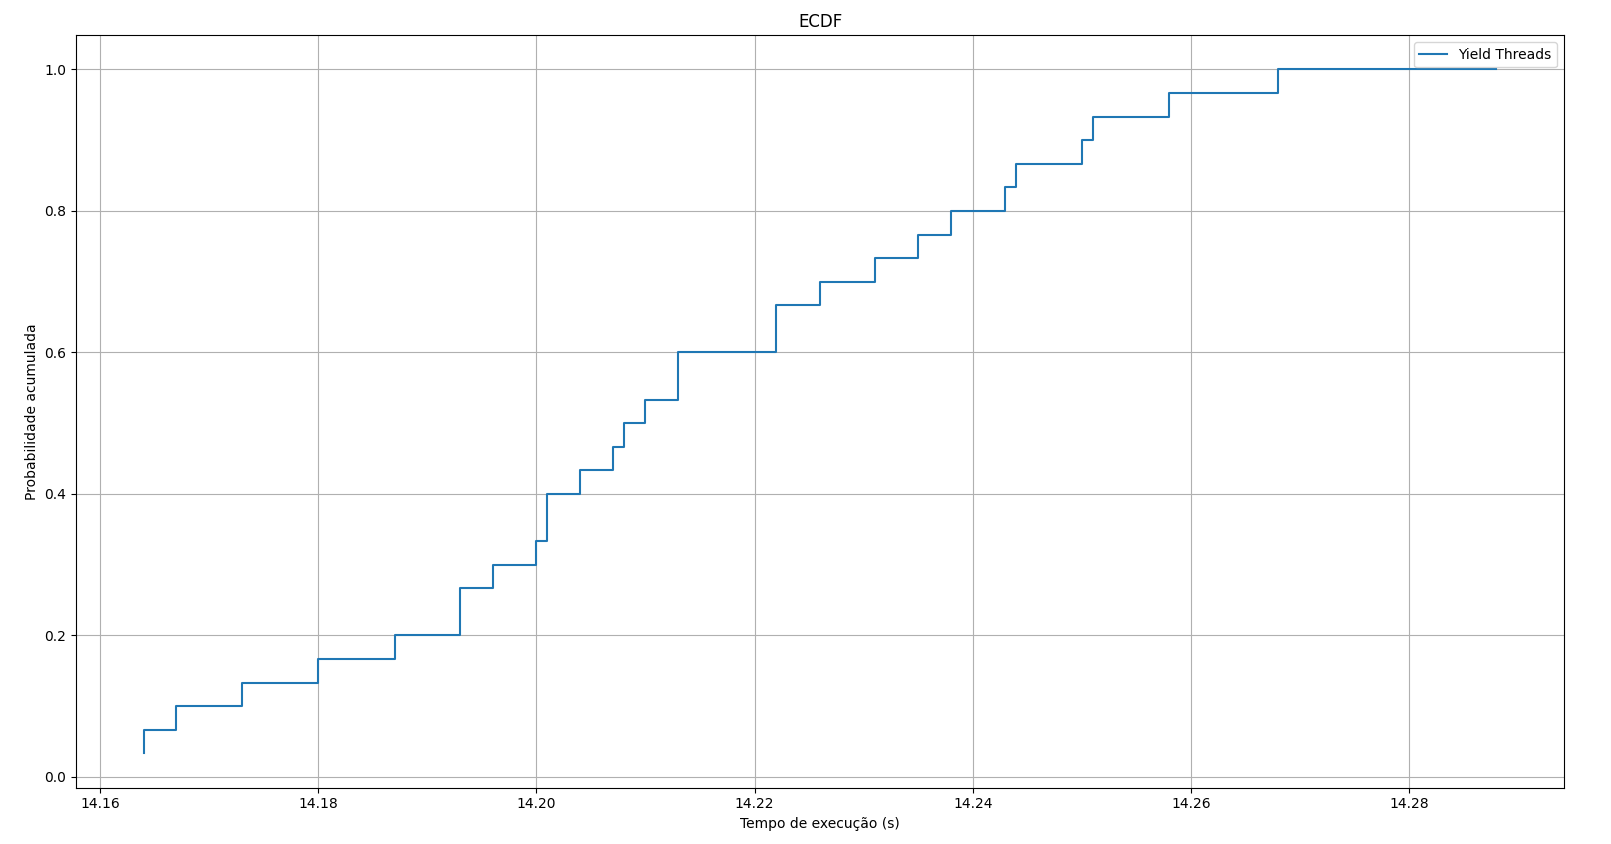 ECDF
Yield Threads
1.0
0.8
0.6
0.4
0.2
0.0
Probabilidade acumulada
14.16 14.18 14.20 14.22 14.24 14.26 14.28
Tempo de execução (s)